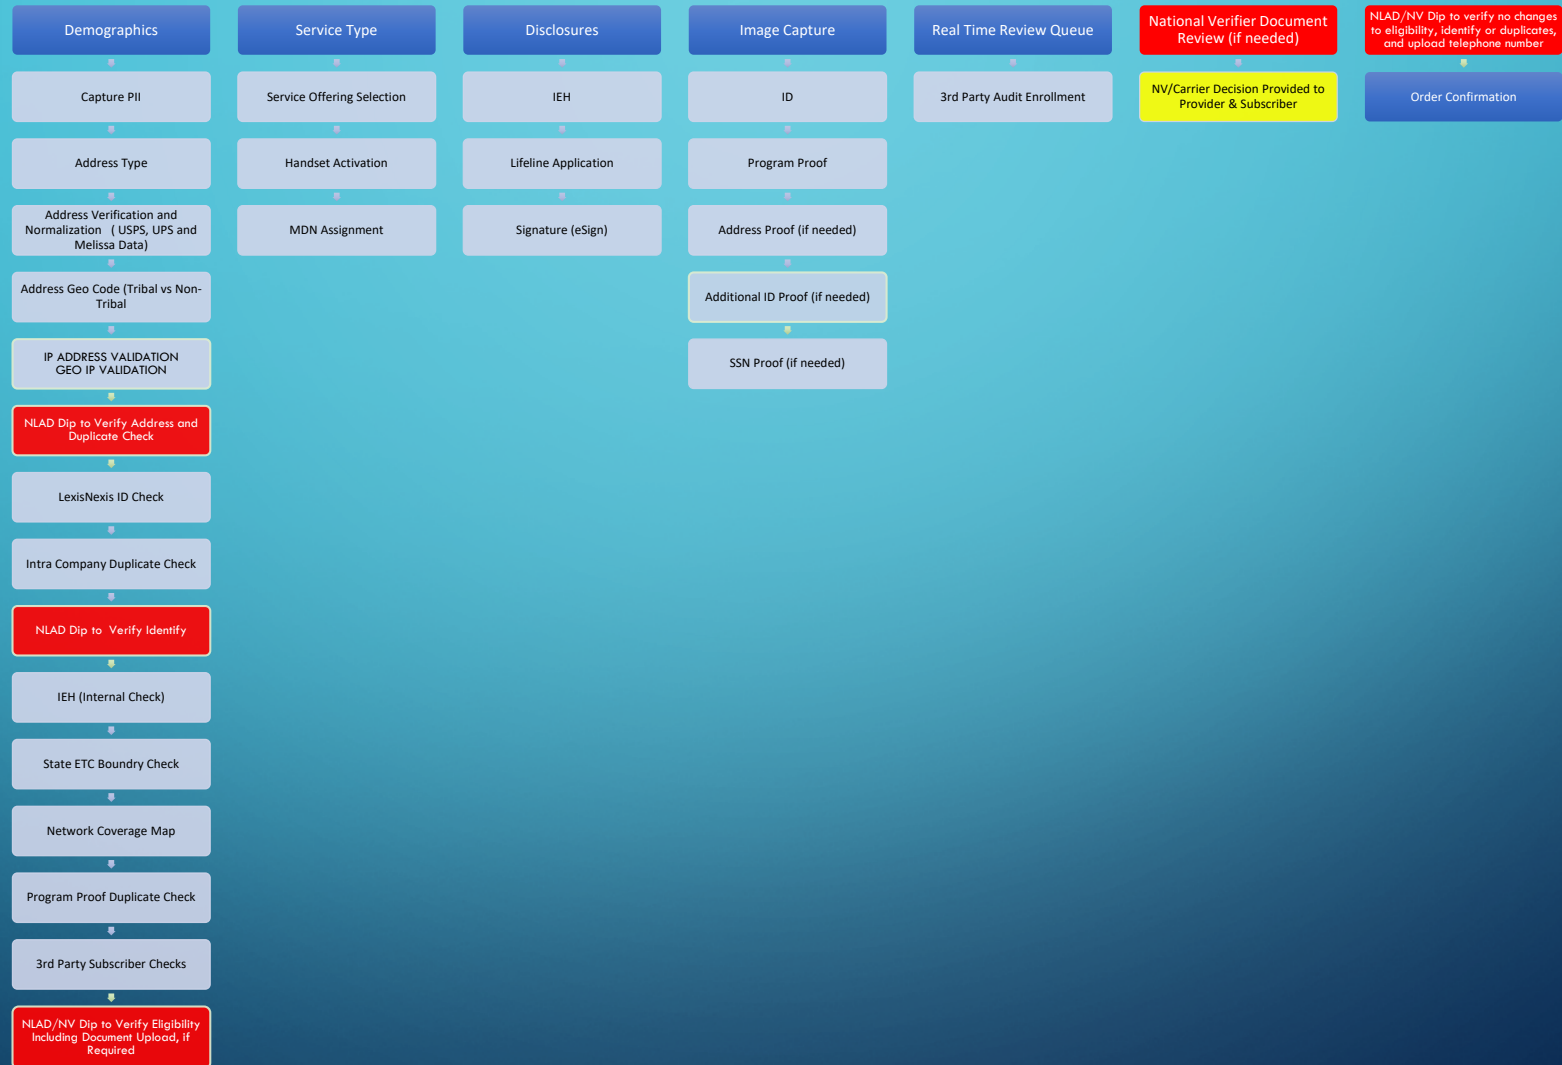 Demographics
Capture PII
Address Type
Address Verification and
Normalization ( USPS, UPS and
Melissa Data)
Address Geo Code (Tribal vs Non-
Tribal
IP ADDRESS VALIDATION
GEO IP VALIDATION
NLAD Dip to Verify Address and
Duplicate Check
LexisNexis ID Check
Intra Company Duplicate Check
NLAD Dip to Verify Identify
IEH (Internal Check)
State ETC Boundry Check
Network Coverage Map
Program Proof Duplicate Check
3rd Party Subscriber Checks
NLAD/NV Dip to Verify Eligibility
Including Document Upload, if
Required
Service Type
Service Offering Selection
Handset Activation
MDN Assignment
Disclosures
IEH
Lifeline Application
Signature (eSign)
Image Capture
ID
Program Proof
Address Proof (if needed)
Additional ID Proof (if needed)
SSN Proof (if needed)
Real Time Review Queue
3rd Party Audit Enrollment
National Verifier Document
Review (if needed)
NV/Carrier Decision Provided to
Provider & Subscriber
NLAD/NV Dip to verify no changes
to eligibility, identify or duplicates,
and upload telephone number
Order Confirmation